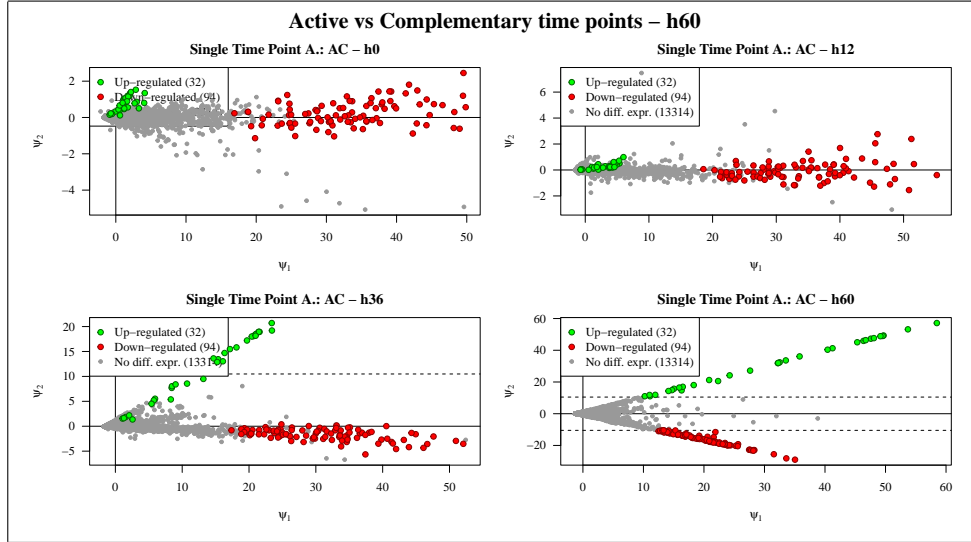 Active vs Complementary time points – h60
Single Time Point A.: AC – h0
Up–regulated (32)
Down–regulated (94)
2
0
−2
−4
ψ2
0
10
20
30
40
50
ψ1
Single Time Point A.: AC – h12
Up–regulated (32)
Down–regulated (94)
No diff. expr. (13314)
6
4
2
0
−2
ψ2
0
10
20
30
40
50
ψ1
Single Time Point A.: AC – h36
Up–regulated (32)
Down–regulated (94)
No diff. expr. (13314)
20
15
10
5
0
−5
ψ2
0
10
20
30
40
50
ψ1
Single Time Point A.: AC – h60
Up–regulated (32)
Down–regulated (94)
No diff. expr. (13314)
60
40
20
0
−20
ψ2
0
10
20
30
40
50
60
ψ1